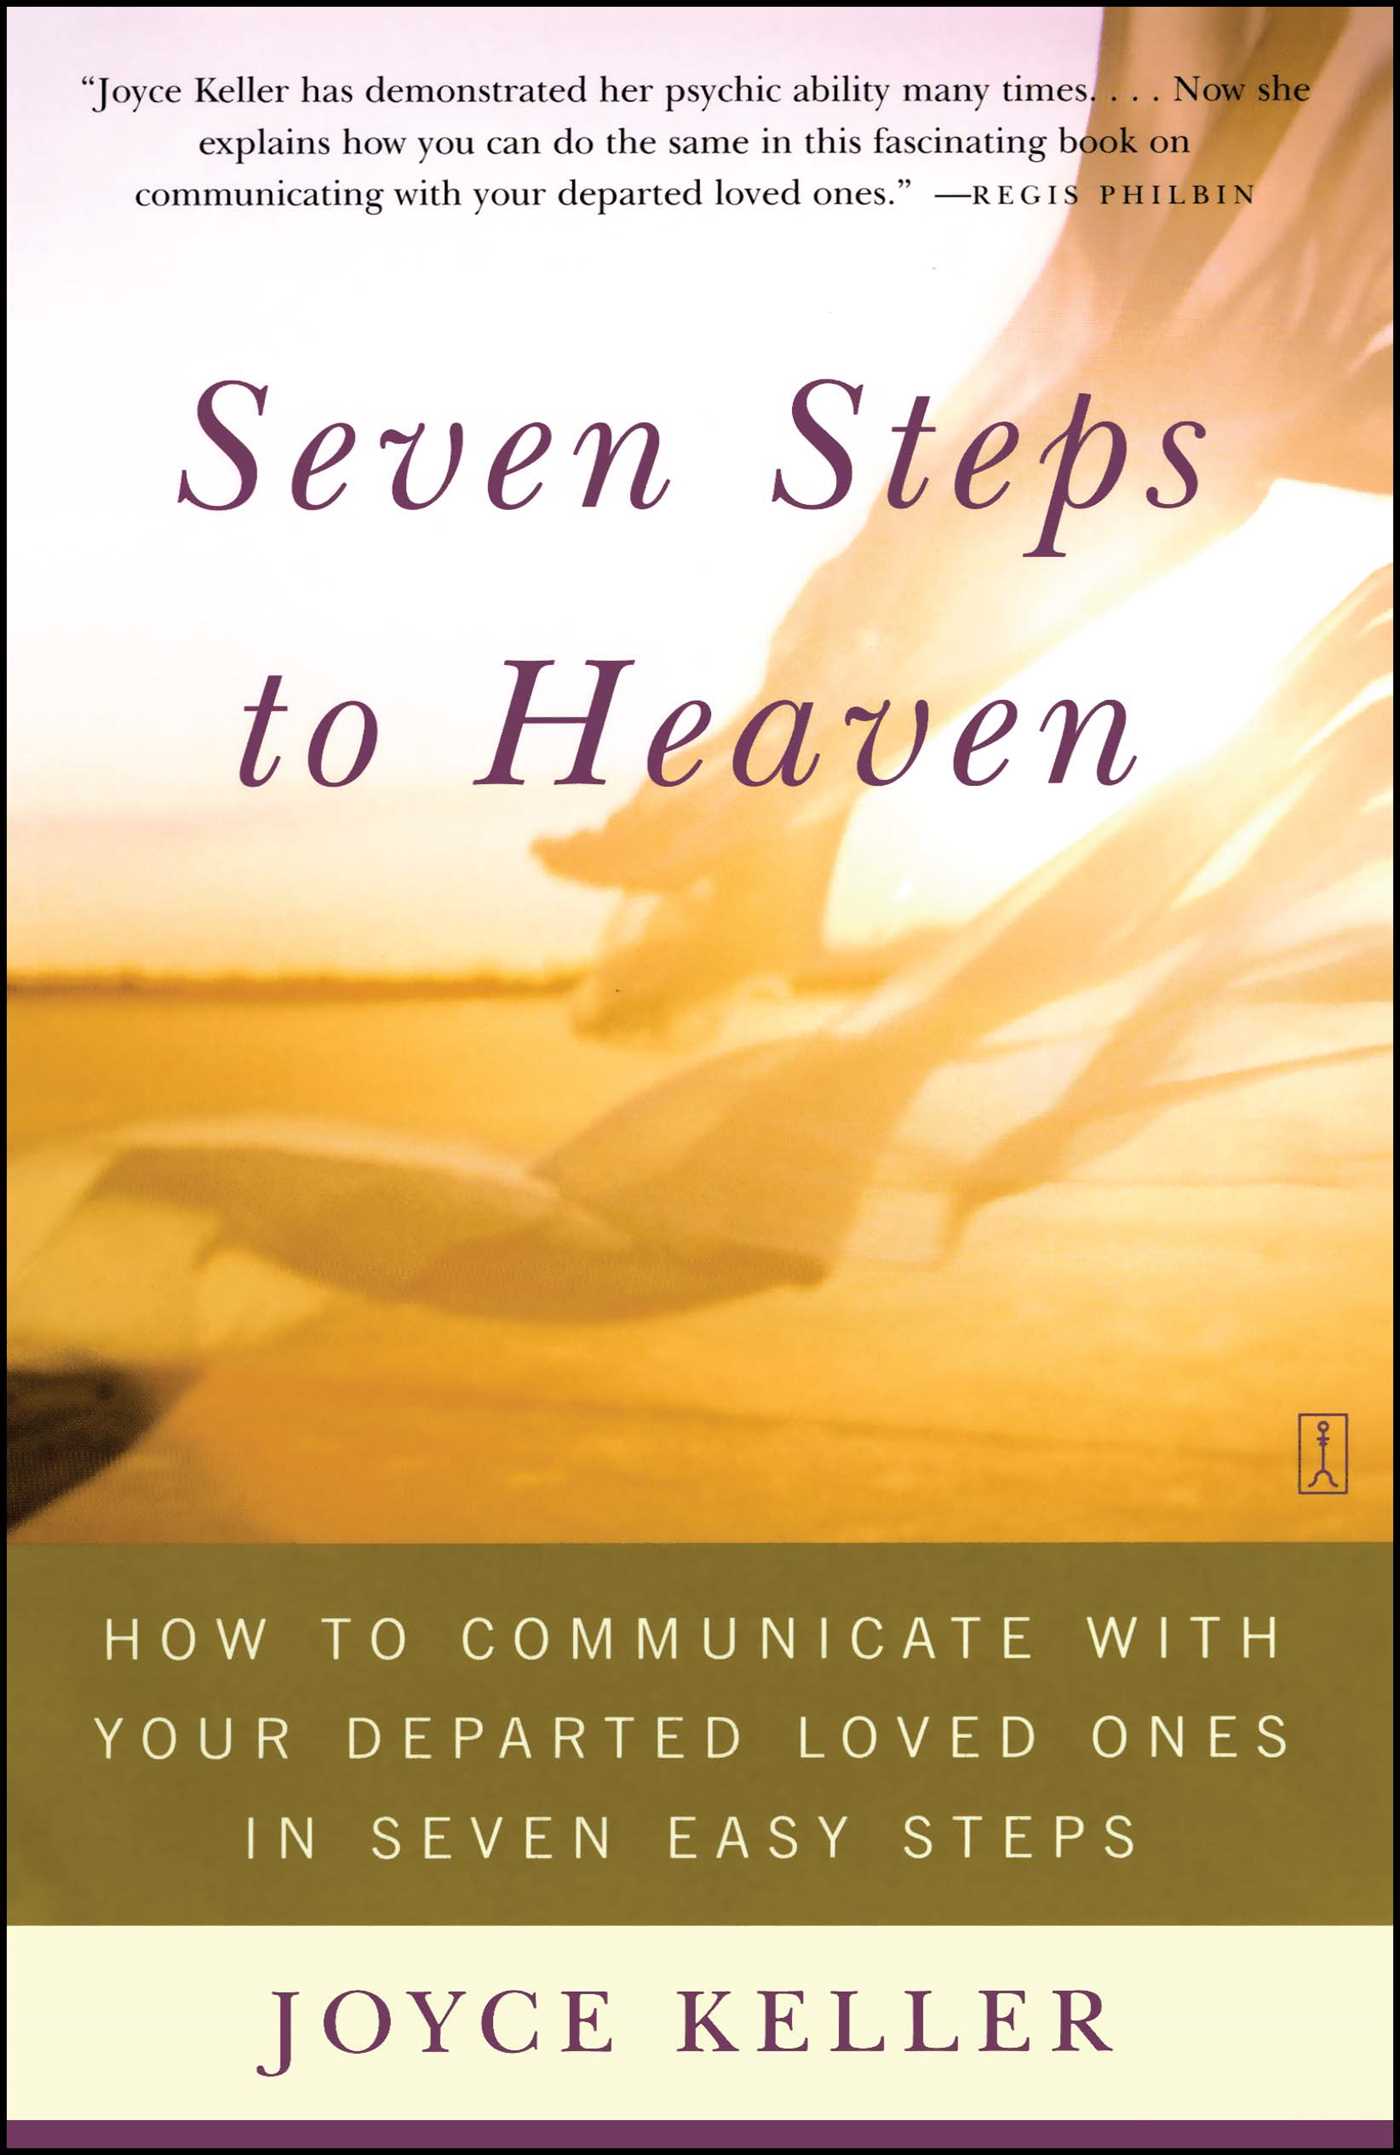 “Joyce Keller has demonstrated her psychic ability many times. . . . Now she
explains how you can do the same in this fascinating book on
communicating with your departed loved ones.” —REGIS PHILBIN
Seven Steps
to Heaven
HOW TO COMMUNICATE WITH
YOUR DEPARTED LOVED ONES
IN SEVEN EASY STEPS
JOYCE KELLER